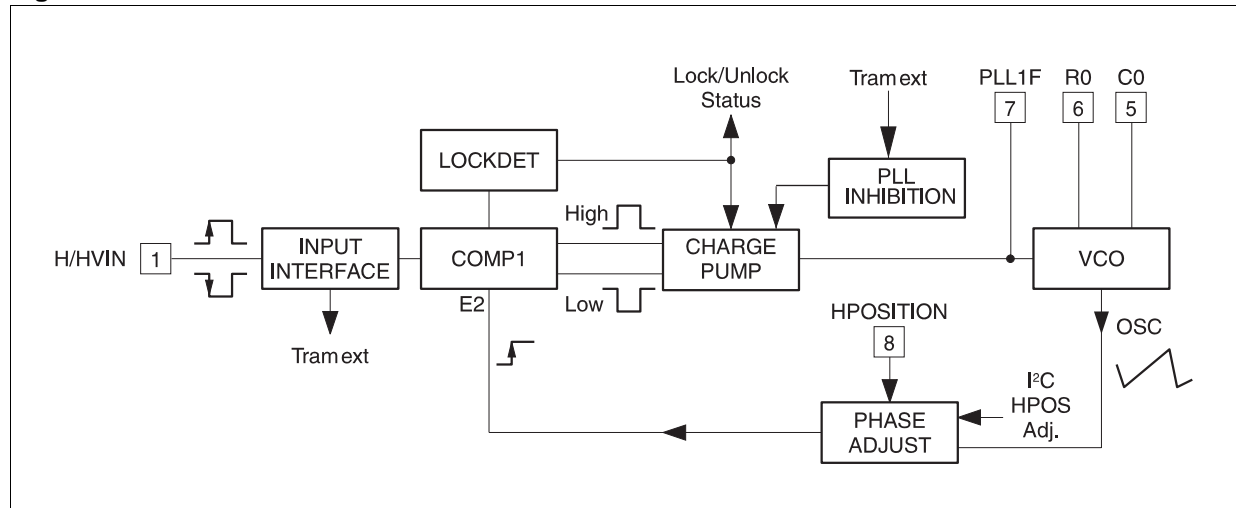 Lock/Unlock
Status
Tramext
PLL1F
R0
C0
7
6
5
LOCKDET
PLL
INHIBITION
High
H/HVIN
1
INPUT
INTERFACE
COMP1
CHARGE
PUMP
VCO
E2
Low
Tramext
HPOSITION
8
OSC
I²C
HPOS
Adj.
PHASE
ADJUST